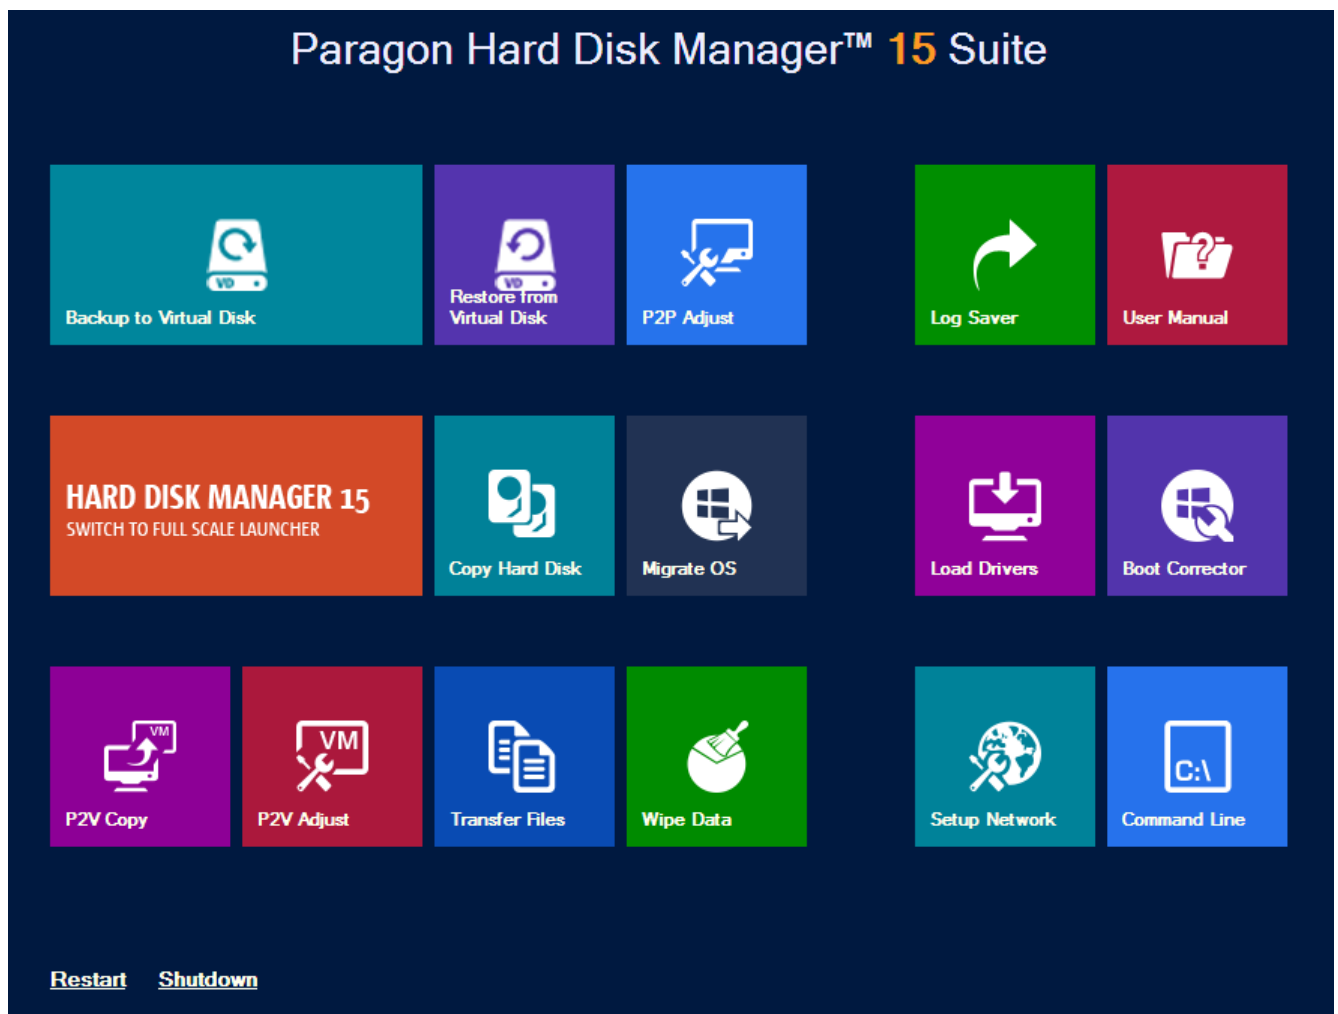 Paragon Hard Disk Manager™ 15 Suite
VD
Backup to Virtual Disk
VD
Restore from
Virtual Disk
P2P Adjust
?
Log Saver
User Manual
HARD DISK MANAGER 15
SWITCH TO FULL SCALE LAUNCHER
Copy Hard Disk
Migrate OS
Load Drivers
Boot Corrector
VM
P2V Copy
VM
P2V Adjust
Transfer Files
Wipe Data
Setup Network
C:\
Command Line
Restart
Shutdown